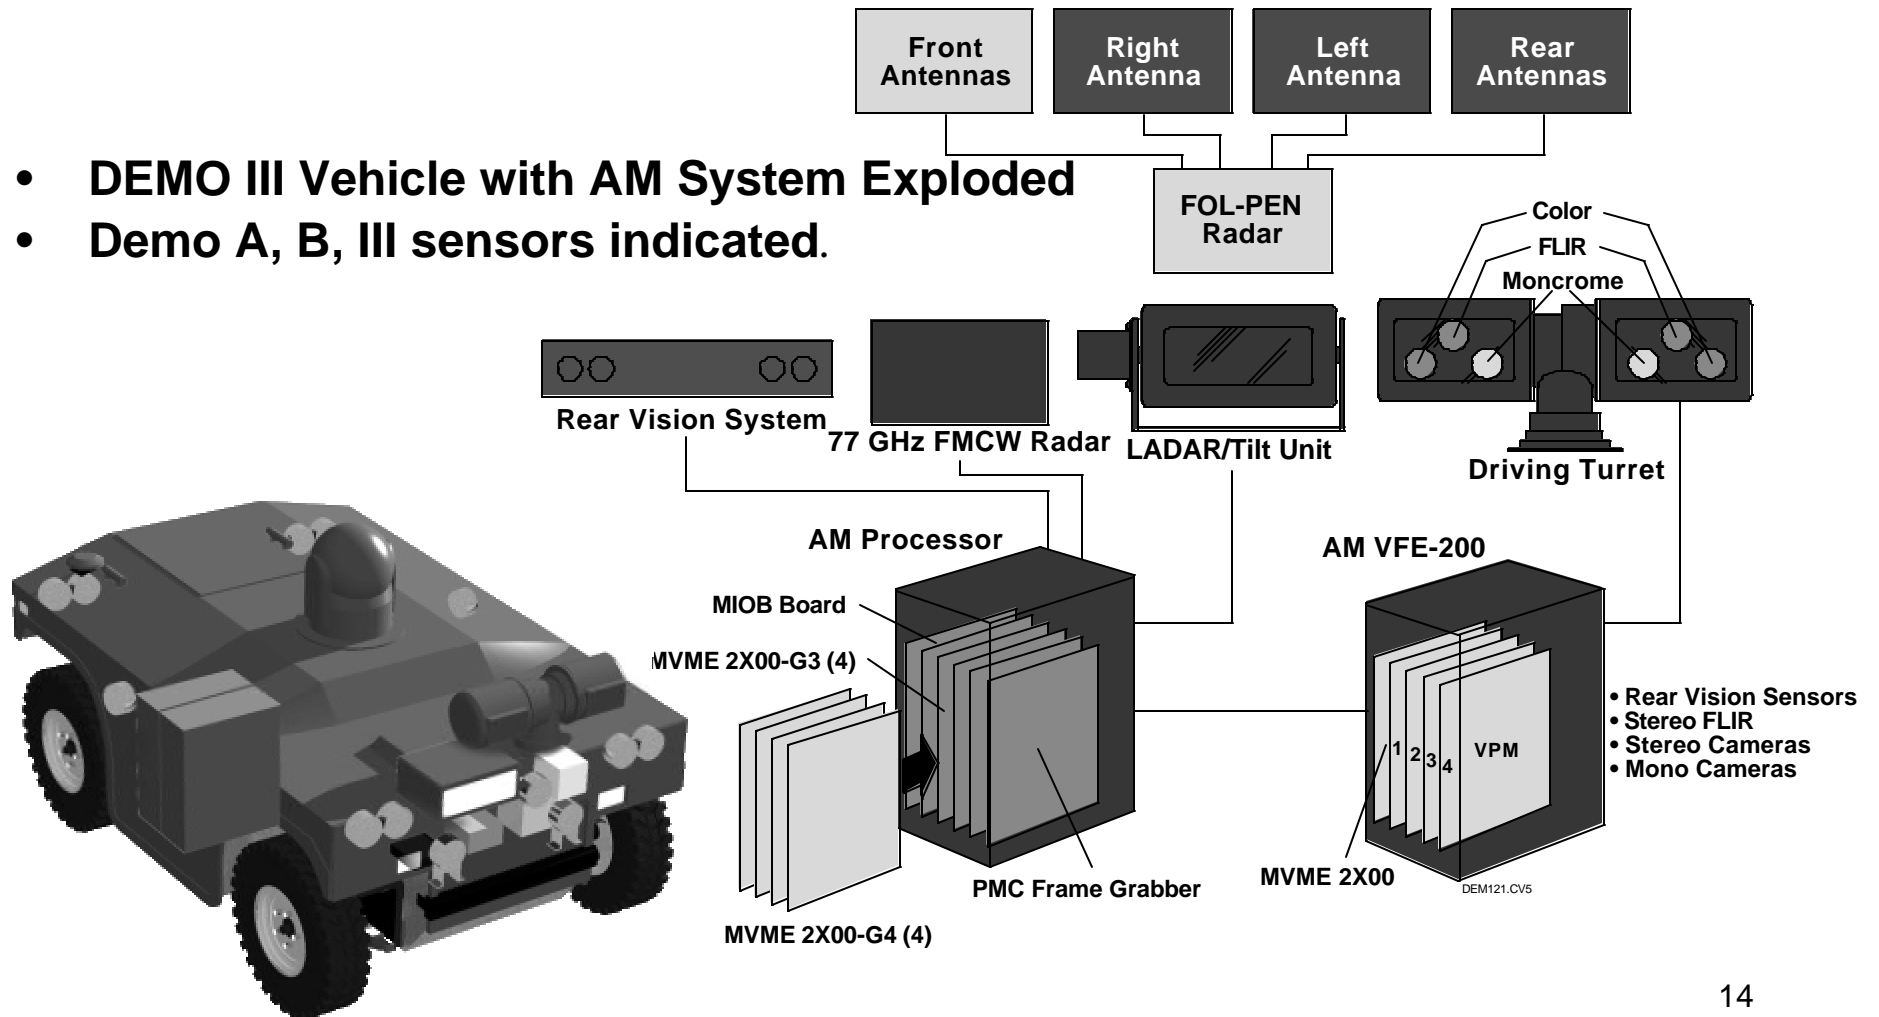 Front
Antennas
Right
Antenna
Left
Antenna
Rear
Antennas
• DEMO III Vehicle with AM System Exploded
• Demo A, B, III sensors indicated.
FOL-PEN
Radar
Color
FLIR
Moncrome
Rear Vision System
77 GHz FMCW Radar
LADAR/Tilt Unit
Driving Turret
AM Processor
AM VFE-200
MIOB Board
MVME 2X00-G3 (4)
1
2
3
4
VPM
• Rear Vision Sensors
• Stereo FLIR
• Stereo Cameras
• Mono Cameras
PMC Frame Grabber
MVME 2X00
DEM121.CV5
MVME 2X00-G4 (4)
14